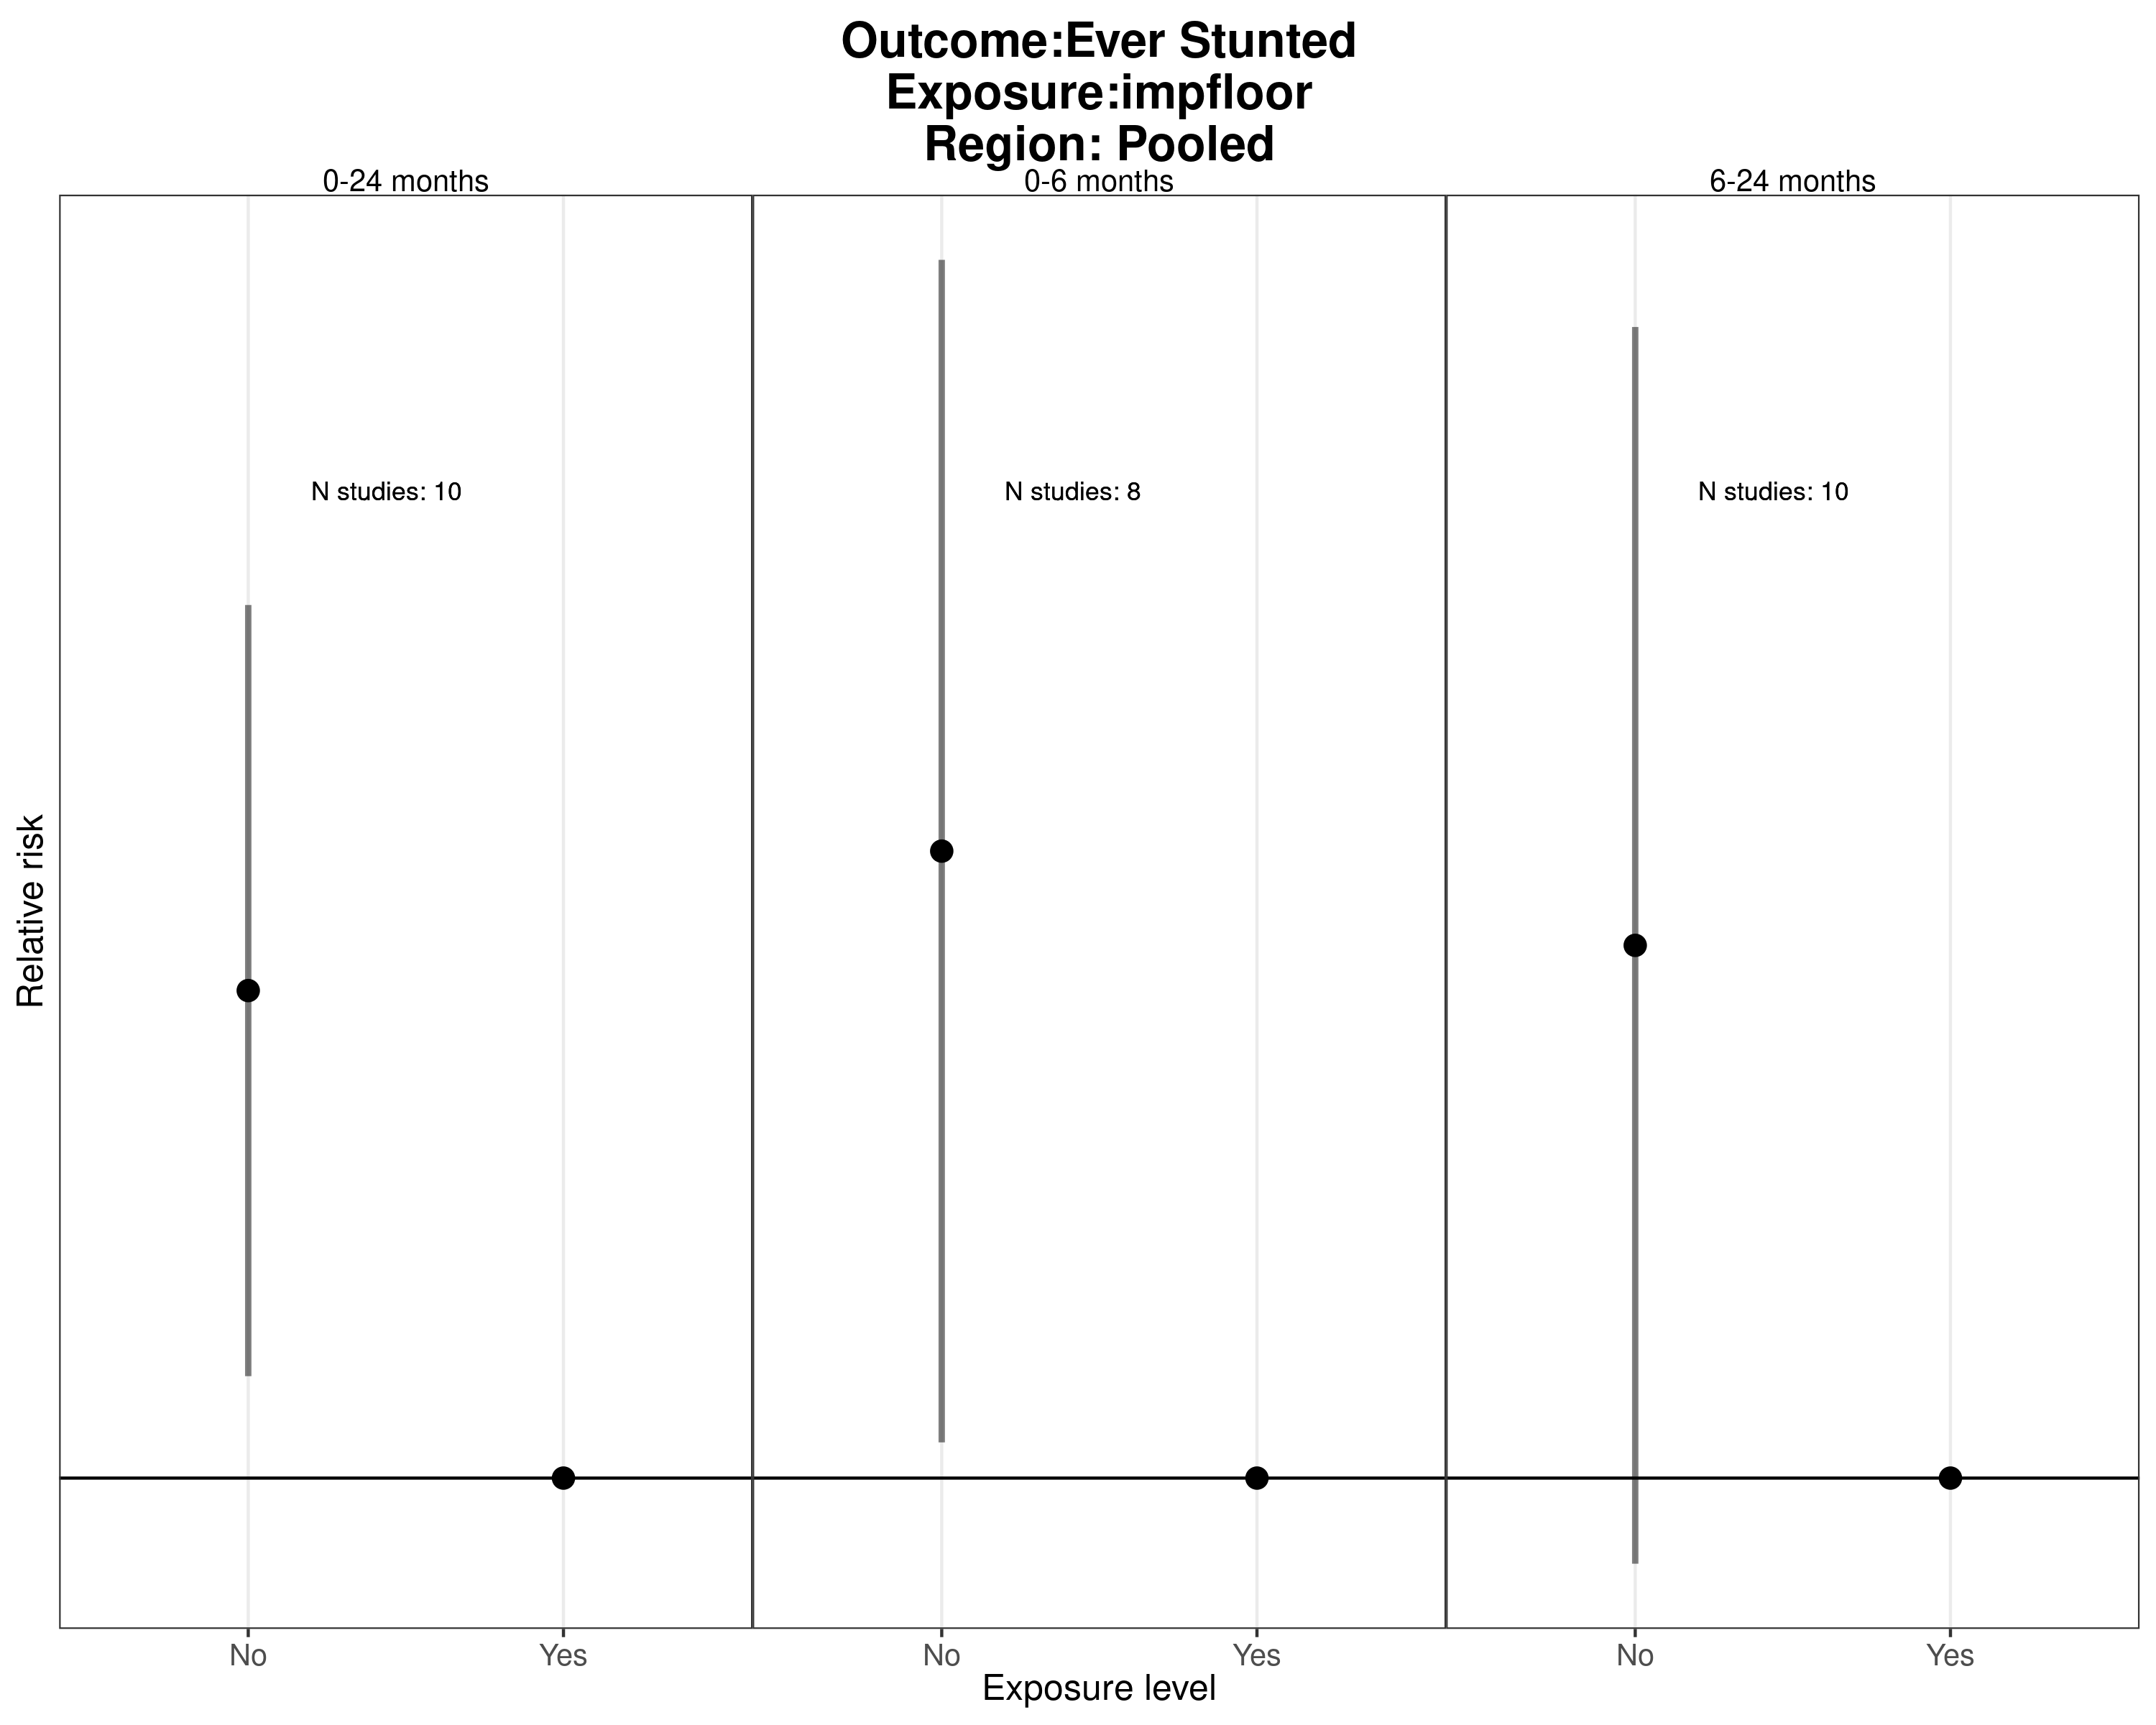 Outcome:Ever Stunted
Exposure:impfloor
Region: Pooled
0-24 months
0-6 months
6-24 months
N studies: 10
N studies: 8
N studies: 10
Relative risk
No
Yes
No
Yes
No
Yes
Exposure level